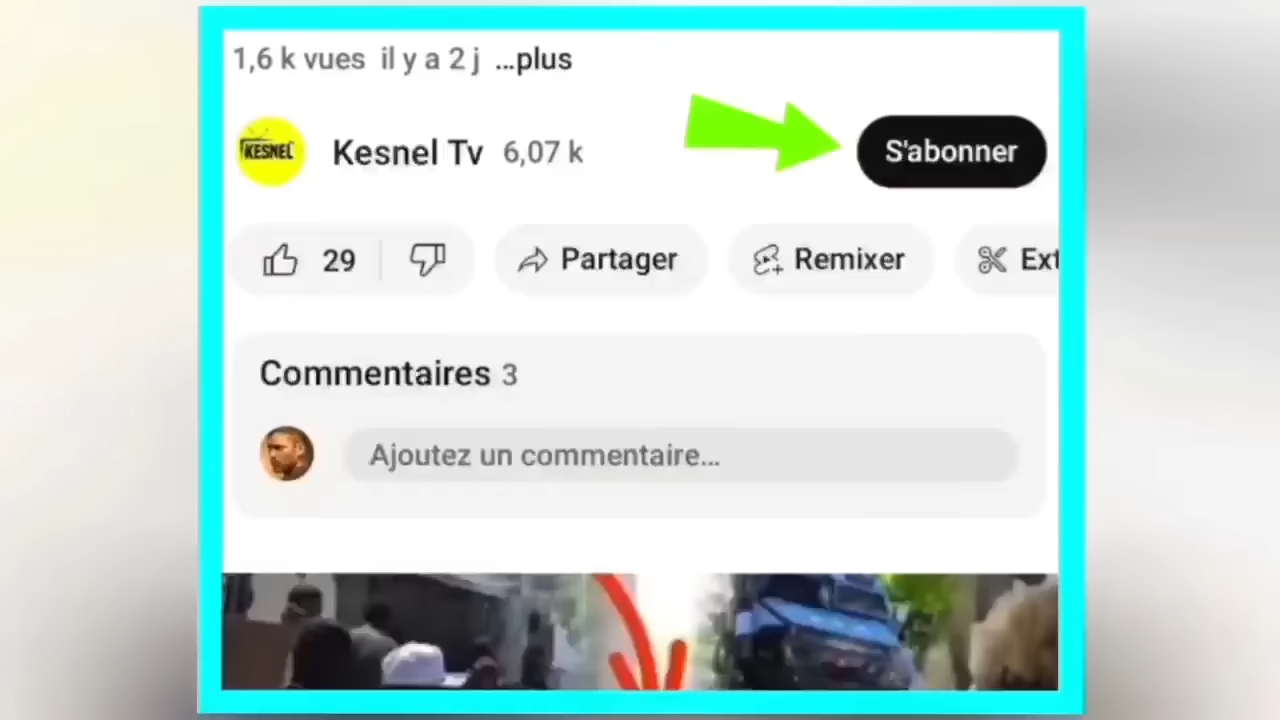 1,6 k vues il y a 2 j ...plus
KESNEL
Kesnel Tv 6,07 k
S'abonner
29
Partager
Remixer
Ext
Commentaires 3
Ajoutez un commentaire...